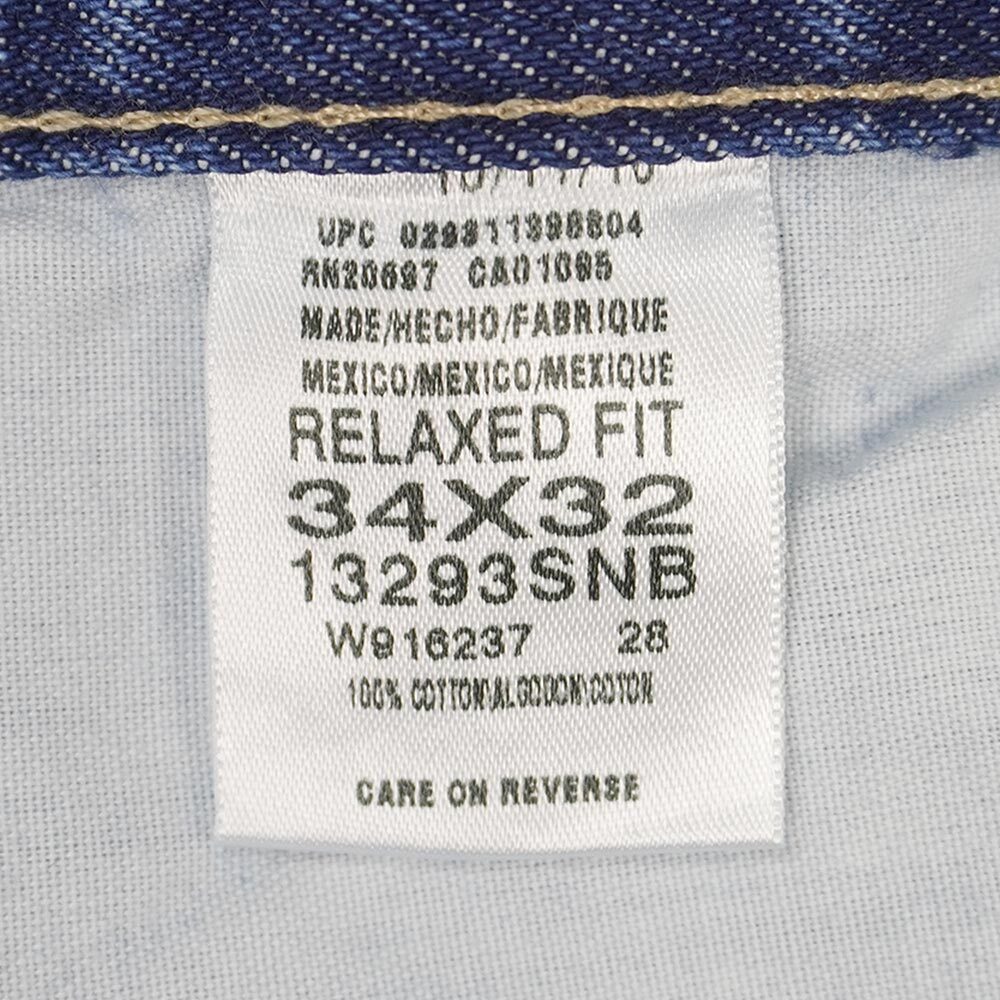 UPC 029311398804
RN20697 CA01095
MADE/HECHO/FABRIQUE
MEXICO/MEXICO/MEXIQUE
RELAXED FIT
34X32
13293SNB
W916237 28
100% COTTON\ALGODON\COTON
CARE ON REVERSE